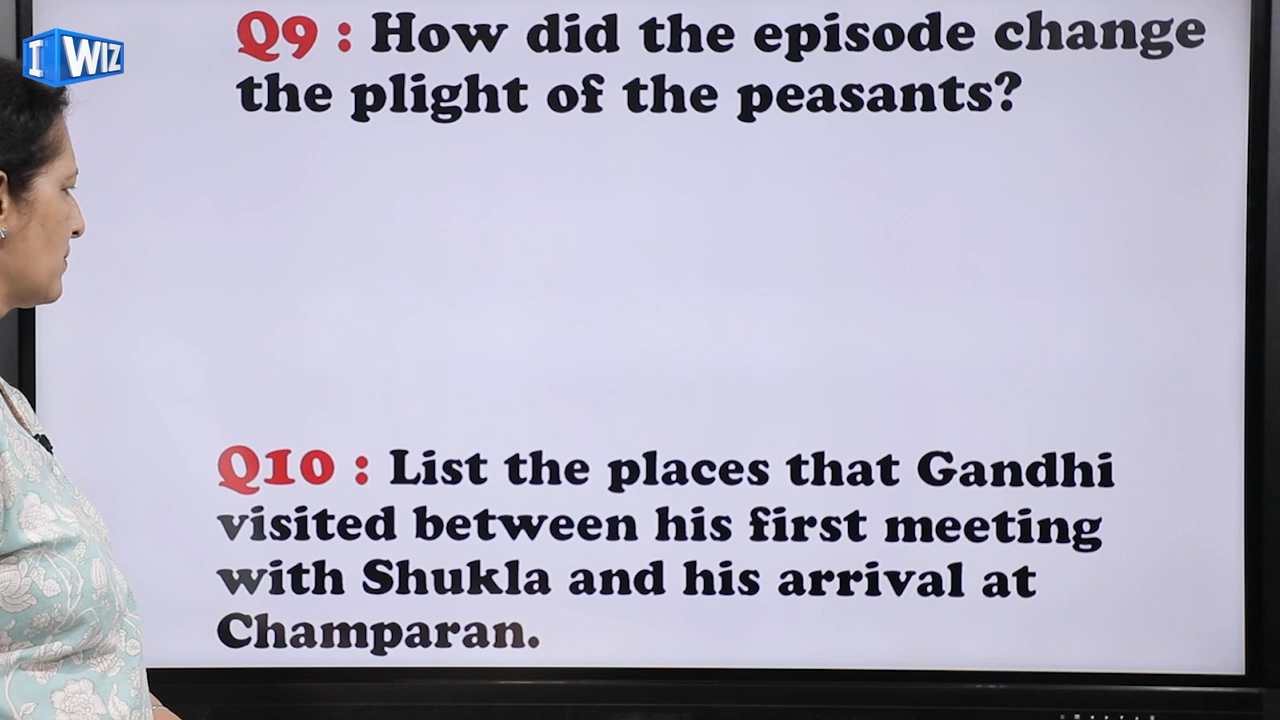 I WIZ
Q9 : How did the episode change
the plight of the peasants?
Q10 : List the places that Gandhi
visited between his first meeting
with Shukla and his arrival at
Champaran.